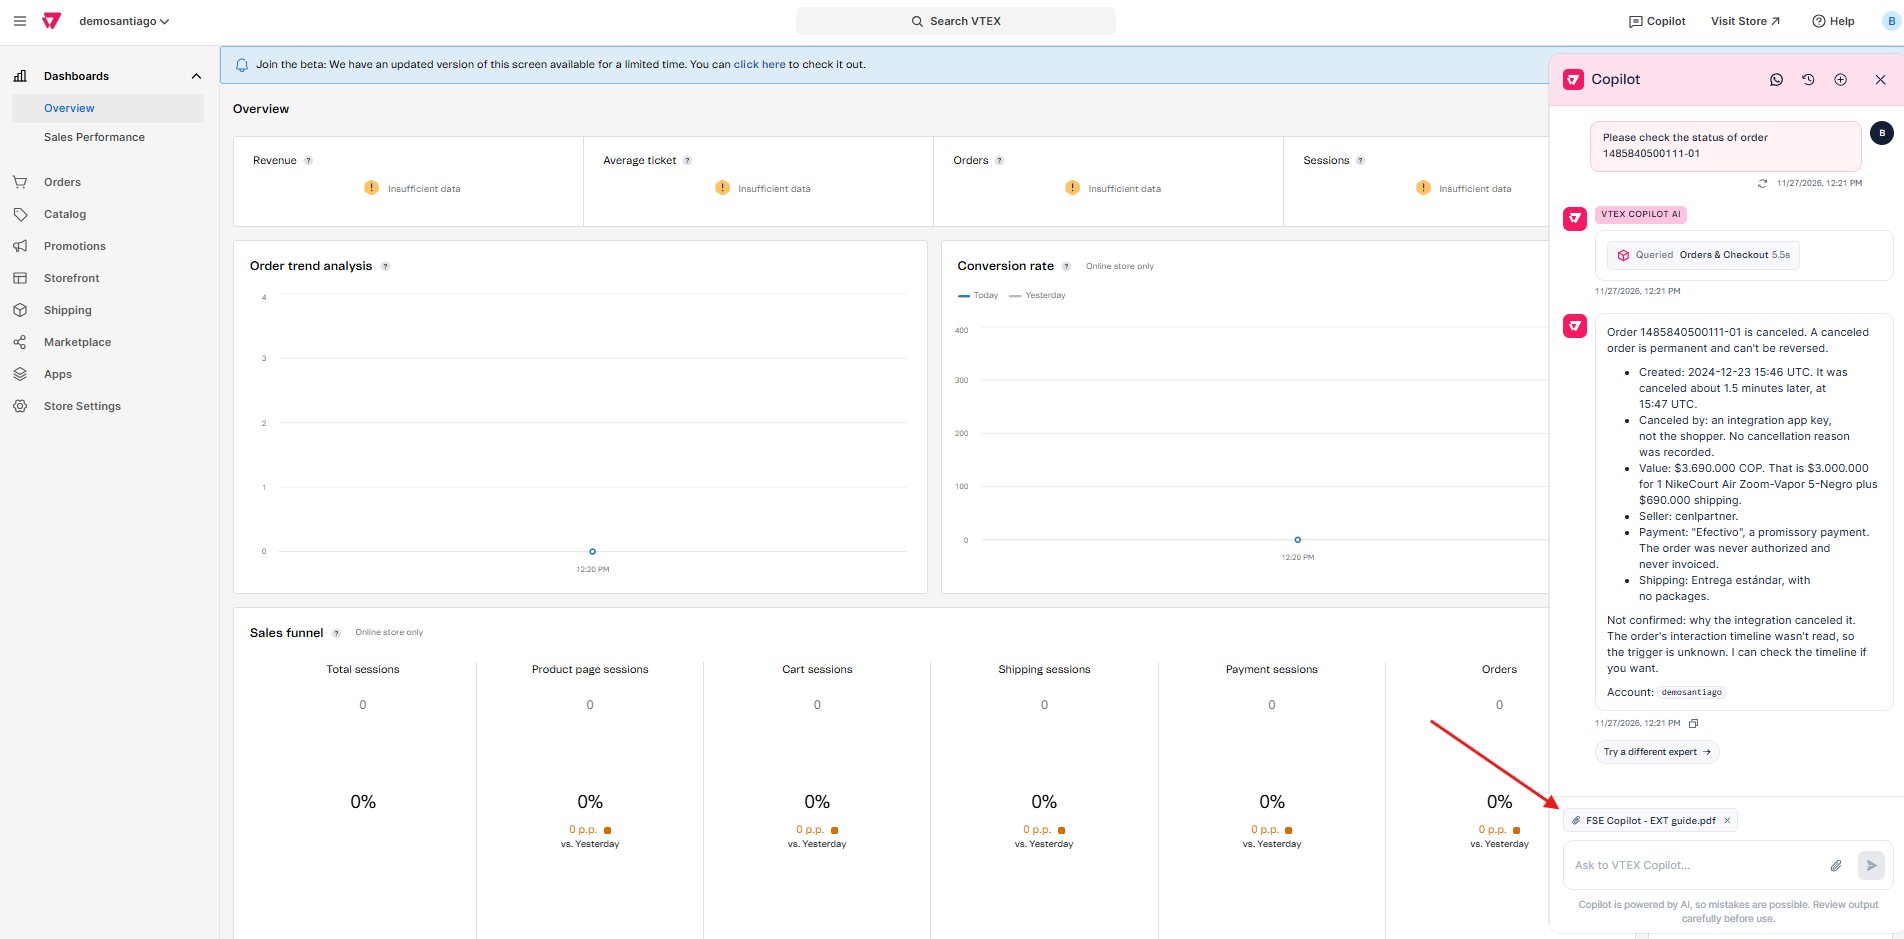 demosantiago
Search VTEX
Copilot
Visit Store
Help
B
Dashboards
Overview
Sales Performance
Orders
Catalog
Promotions
Storefront
Shipping
Marketplace
Apps
Store Settings
Join the beta: We have an updated version of this screen available for a limited time. You can click here to check it out.
Overview
Revenue ?
! Insufficient data
Average ticket ?
! Insufficient data
Orders ?
! Insufficient data
Sessions ?
! Insufficient data
Order trend analysis ?
4
3
2
1
0
12:20 PM
Conversion rate ? Online store only
Today Yesterday
400
300
200
100
0
12:20 PM
Sales funnel ? Online store only
Total sessions
0
0%
Product page sessions
0
0%
0 p.p.
vs. Yesterday
Cart sessions
0
0%
0 p.p.
vs. Yesterday
Shipping sessions
0
0%
0 p.p.
vs. Yesterday
Payment sessions
0
0%
0 p.p.
vs. Yesterday
Orders
0
0%
0 p.p.
vs. Yesterday
Copilot
Please check the status of order
1485840500111-01
B
11/27/2026, 12:21 PM
VTEX COPILOT AI
Queried Orders & Checkout 5.5s
11/27/2026, 12:21 PM
Order 1485840500111-01 is canceled. A canceled
order is permanent and can't be reversed.
• Created: 2024-12-23 15:46 UTC. It was
canceled about 1.5 minutes later, at
15:47 UTC.
• Canceled by: an integration app key,
not the shopper. No cancellation reason
was recorded.
• Value: $3.690.000 COP. That is $3.000.000
for 1 NikeCourt Air Zoom-Vapor 5-Negro plus
$690.000 shipping.
• Seller: cenlpartner.
• Payment: "Efectivo", a promissory payment.
The order was never authorized and
never invoiced.
• Shipping: Entrega estándar, with
no packages.
Not confirmed: why the integration canceled it.
The order's interaction timeline wasn't read, so
the trigger is unknown. I can check the timeline if
you want.
Account: demosantiago
11/27/2026, 12:21 PM
Try a different expert →
FSE Copilot - EXT guide.pdf ×
Ask to VTEX Copilot...
Copilot is powered by AI, so mistakes are possible. Review output
carefully before use.